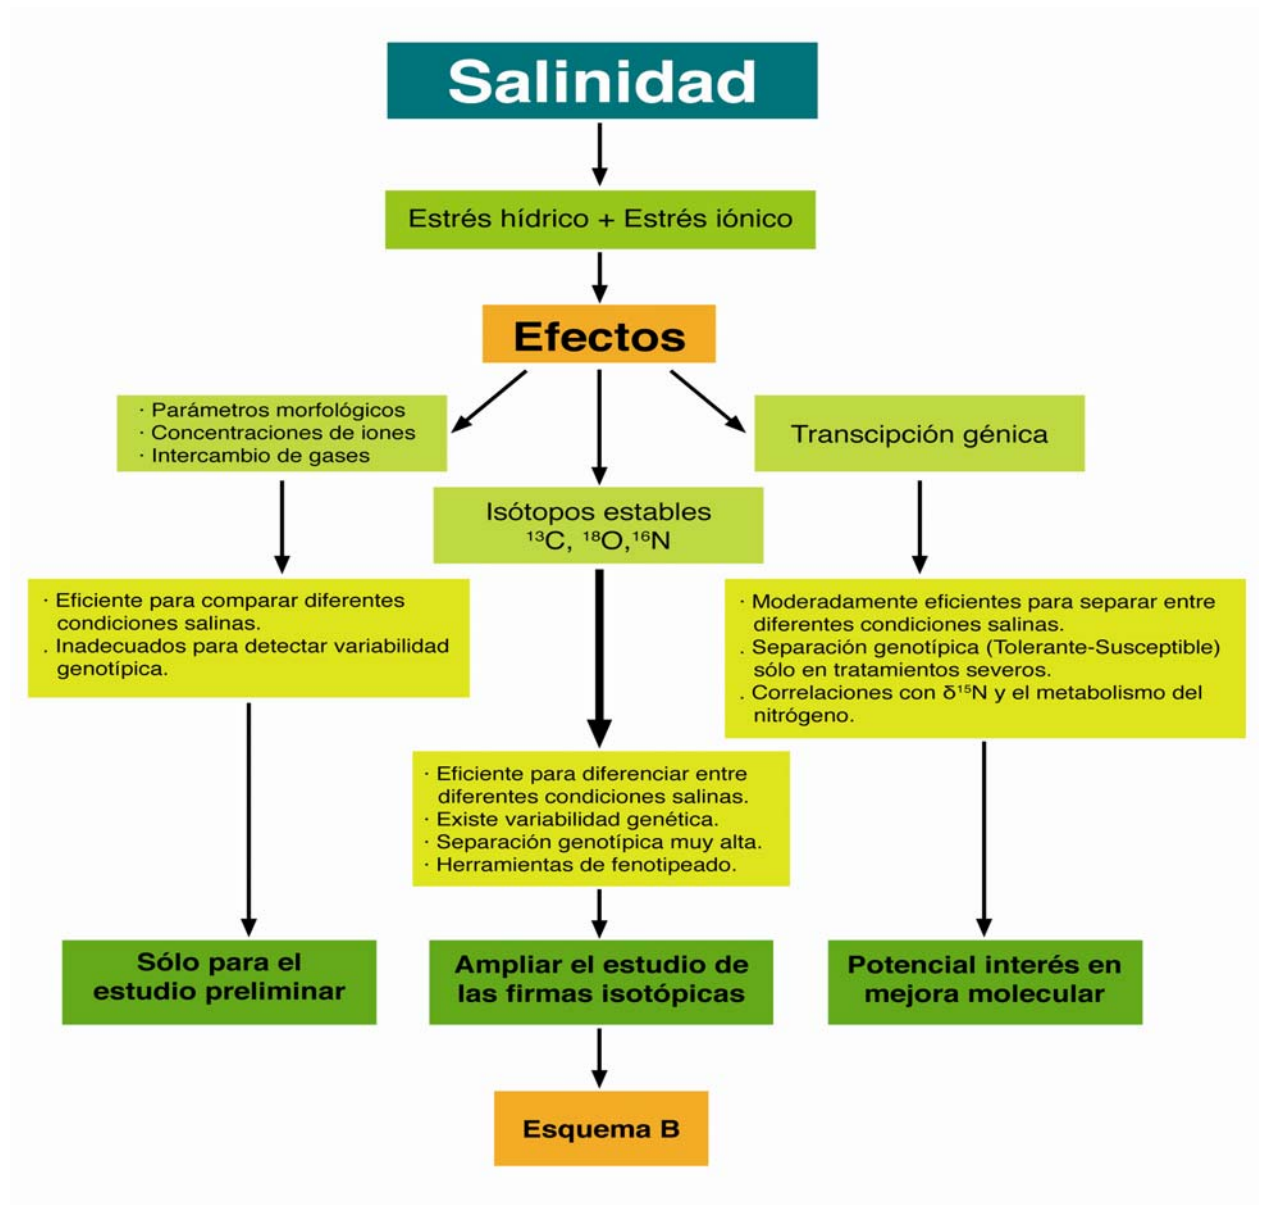 Salinidad
Estrés hídrico + Estrés iónico
Efectos
· Parámetros morfológicos
· Concentraciones de iones
· Intercambio de gases
Isótopos estables
¹³C, ¹⁸O,¹⁶N
Transcipción génica
· Eficiente para comparar diferentes
condiciones salinas.
. Inadecuados para detectar variabilidad
genotípica.
· Eficiente para diferenciar entre
diferentes condiciones salinas.
· Existe variabilidad genética.
· Separación genotípica muy alta.
· Herramientas de fenotipeado.
· Moderadamente eficientes para separar entre
diferentes condiciones salinas.
. Separación genotípica (Tolerante-Susceptible)
sólo en tratamientos severos.
. Correlaciones con δ¹⁵N y el metabolismo del
nitrógeno.
Sólo para el
estudio preliminar
Ampliar el estudio de
las firmas isotópicas
Potencial interés en
mejora molecular
Esquema B